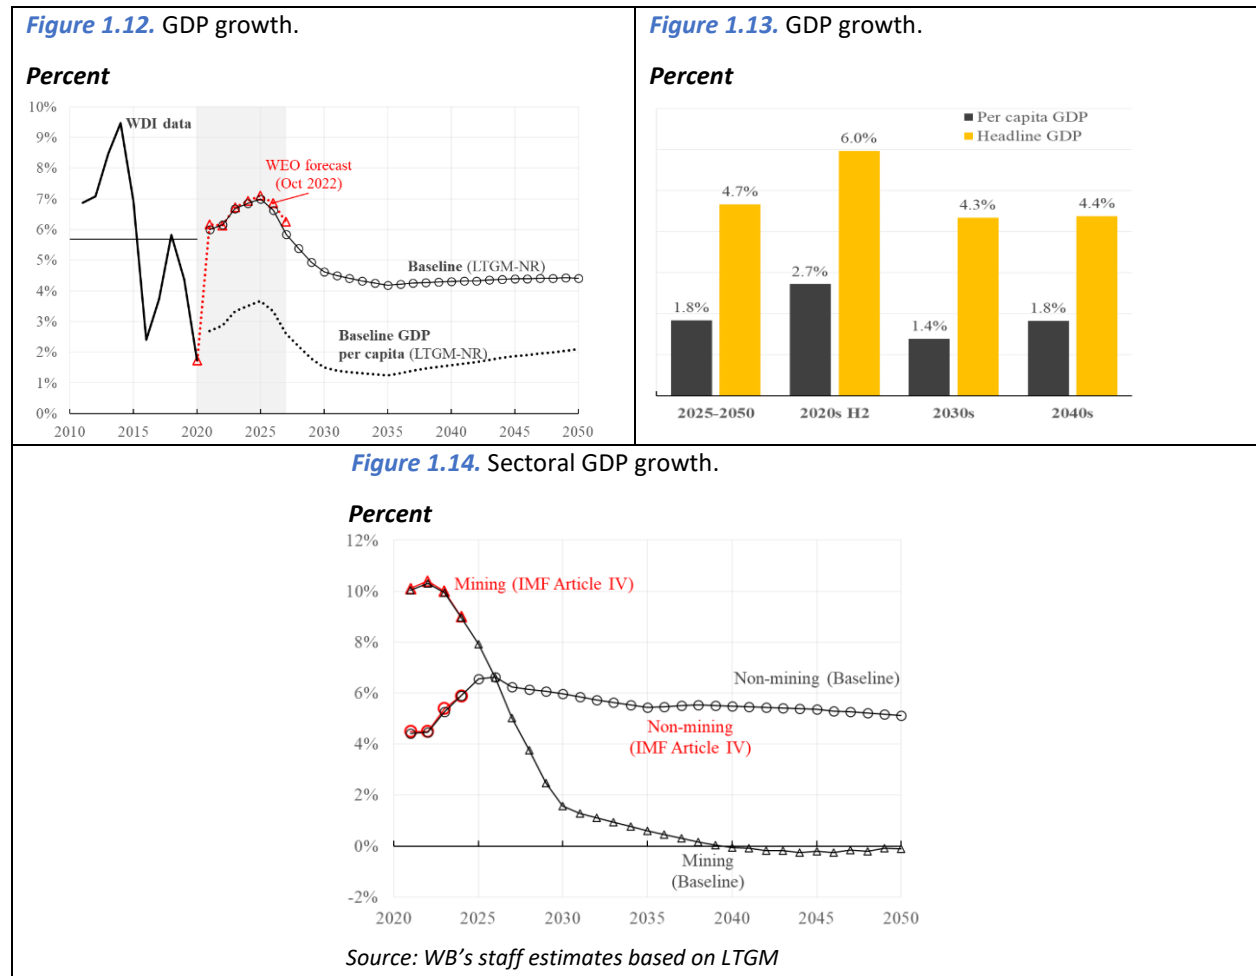 Figure 1.12. GDP growth.
Percent
10%
9%
8%
7%
6%
5%
4%
3%
2%
1%
0%
WDI data
WEO forecast
(Oct 2022)
Baseline (LTGM-NR)
Baseline GDP
per capita (LTGM-NR)
2010 2015 2020 2025 2030 2035 2040 2045 2050
Figure 1.13. GDP growth.
Percent
Per capita GDP
Headline GDP
1.8% 4.7% 2.7% 6.0% 1.4% 4.3% 1.8% 4.4%
2025-2050 2020s H2 2030s 2040s
Figure 1.14. Sectoral GDP growth.
Percent
12%
10%
8%
6%
4%
2%
0%
-2%
Mining (IMF Article IV)
Non-mining (Baseline)
Non-mining
(IMF Article IV)
Mining
(Baseline)
2020 2025 2030 2035 2040 2045 2050
Source: WB's staff estimates based on LTGM